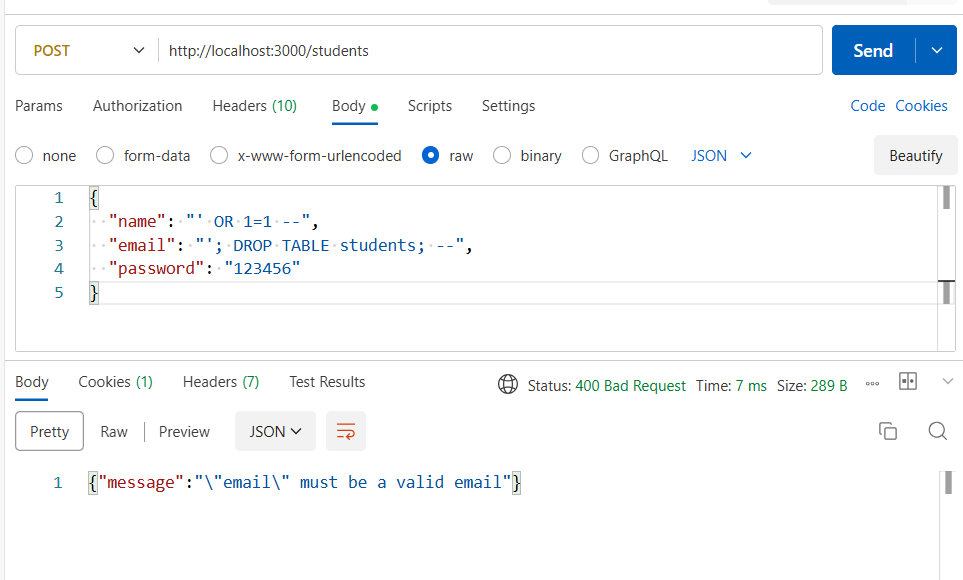 POST http://localhost:3000/students Send
Params Authorization Headers (10) Body Scripts Settings Code Cookies
none form-data x-www-form-urlencoded raw binary GraphQL JSON Beautify
1 {
2 "name": "' OR 1=1 --",
3 "email": "'; DROP TABLE students; --",
4 "password": "123456"
5 }
Body Cookies (1) Headers (7) Test Results Status: 400 Bad Request Time: 7 ms Size: 289 B
Pretty Raw Preview JSON
1 {"message":"\"email\" must be a valid email"}